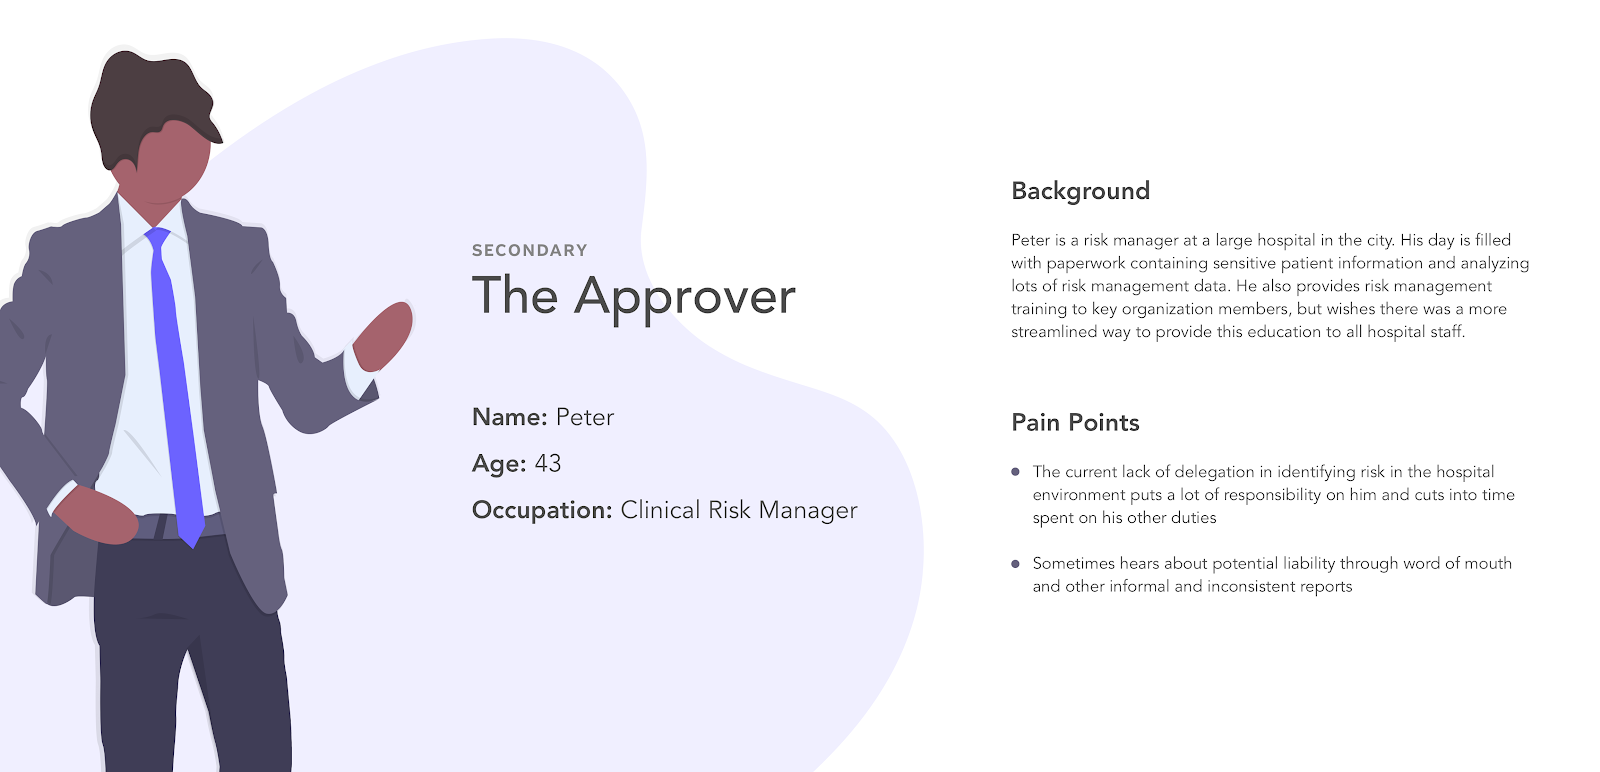 SECONDARY
The Approver
Name: Peter
Age: 43
Occupation: Clinical Risk Manager
Background
Peter is a risk manager at a large hospital in the city. His day is filled
with paperwork containing sensitive patient information and analyzing
lots of risk management data. He also provides risk management
training to key organization members, but wishes there was a more
streamlined way to provide this education to all hospital staff.
Pain Points
The current lack of delegation in identifying risk in the hospital
environment puts a lot of responsibility on him and cuts into time
spent on his other duties
Sometimes hears about potential liability through word of mouth
and other informal and inconsistent reports